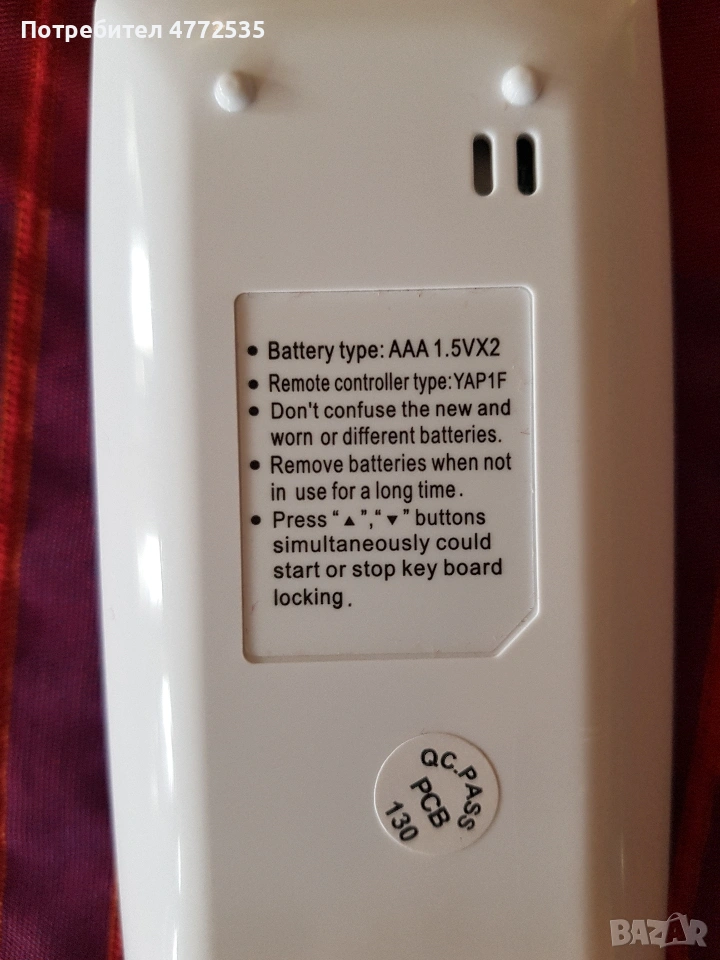 Потребител 4772535
• Battery type: AAA 1.5VX2
• Remote controller type:YAP1F
• Don't confuse the new and
worn or different batteries.
• Remove batteries when not
in use for a long time.
• Press “▲”,“▼” buttons
simultaneously could
start or stop key board
locking.
QC.PASS
PCB
130
BAZAR